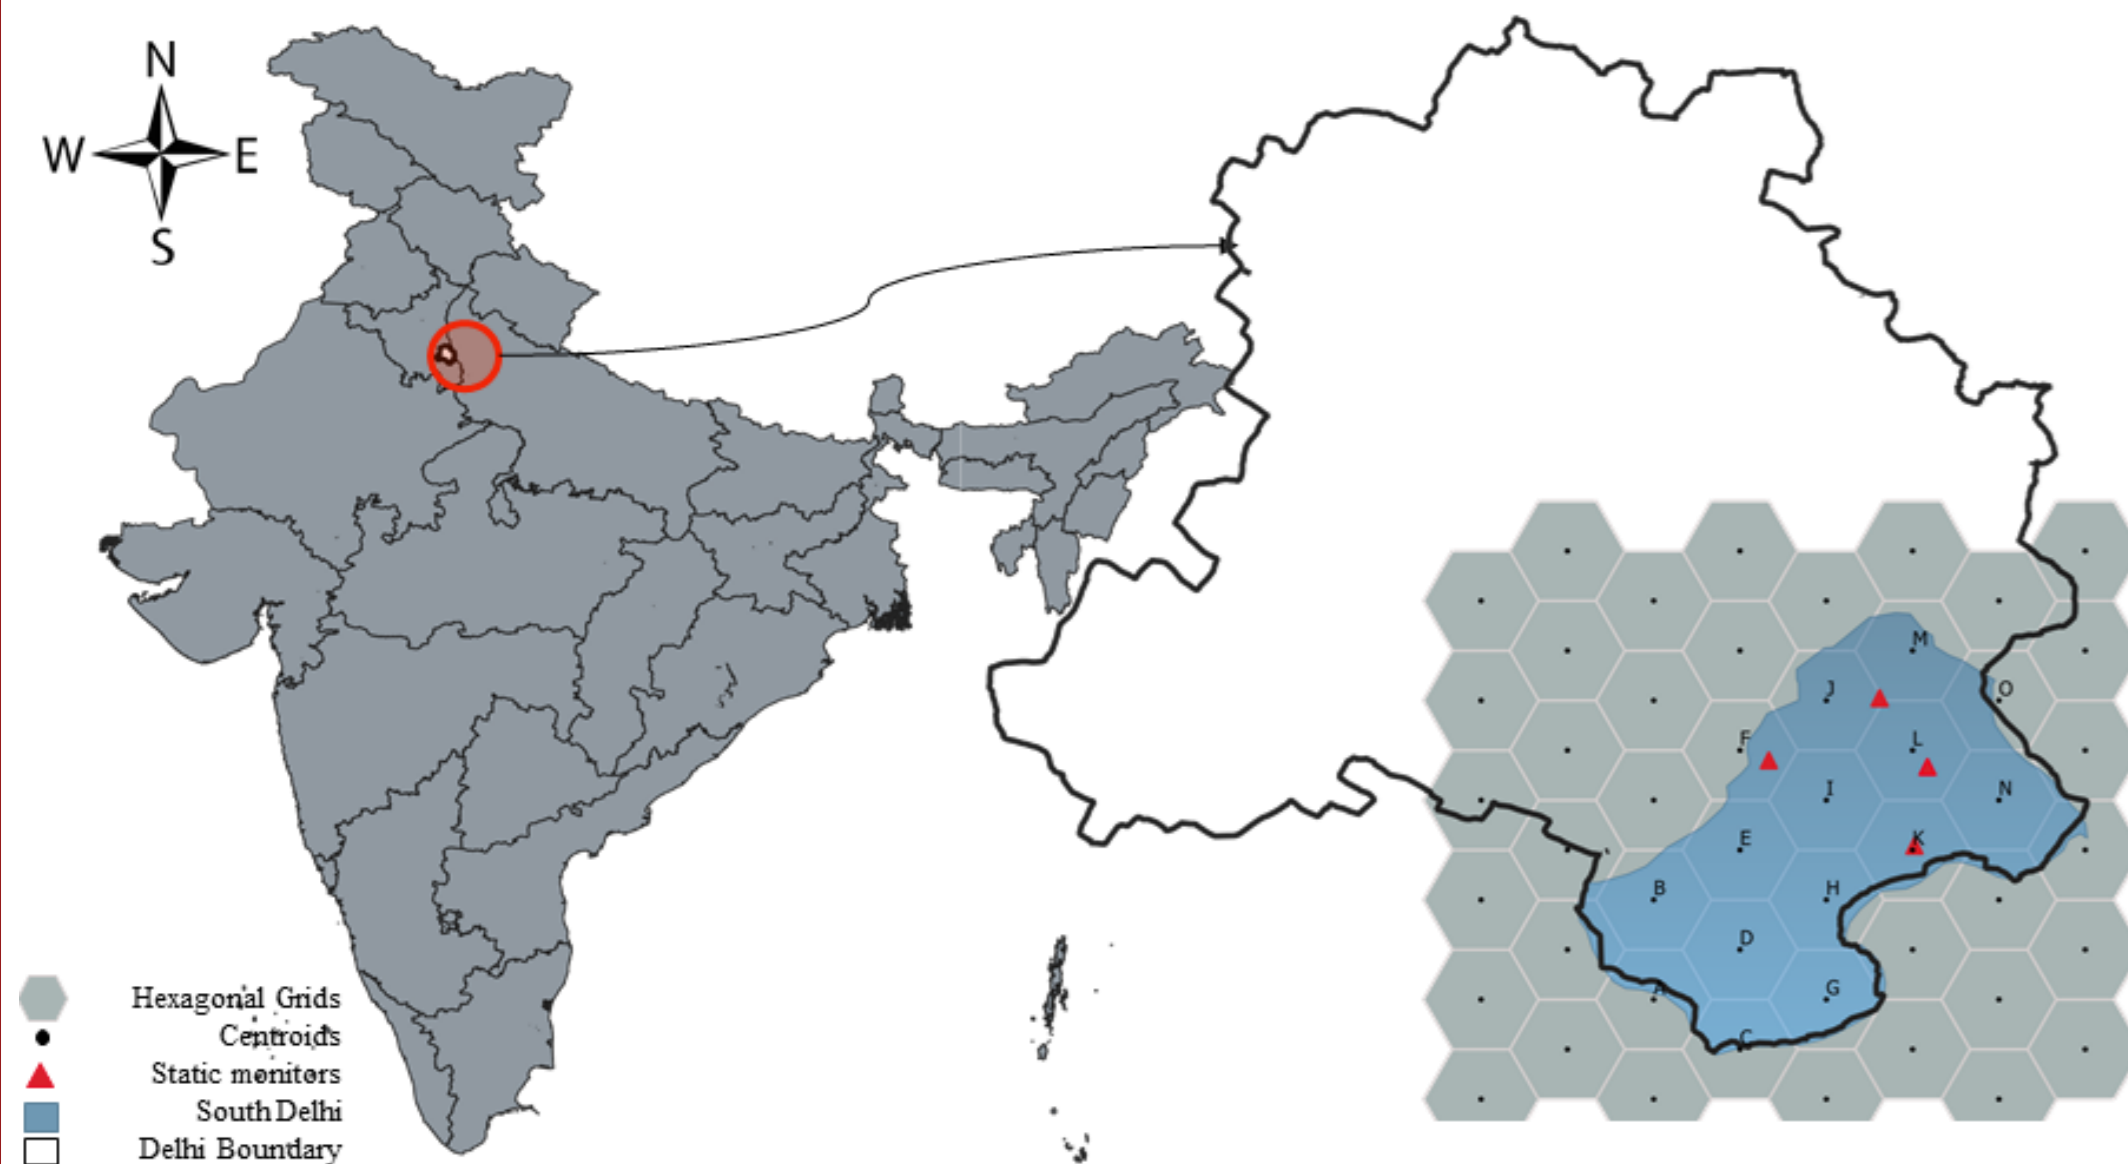 N
W E
S
M
J O
F L
I N
E K
B H
D
A G
C
Hexagonal Grids
Centroids
Static monitors
South Delhi
Delhi Boundary